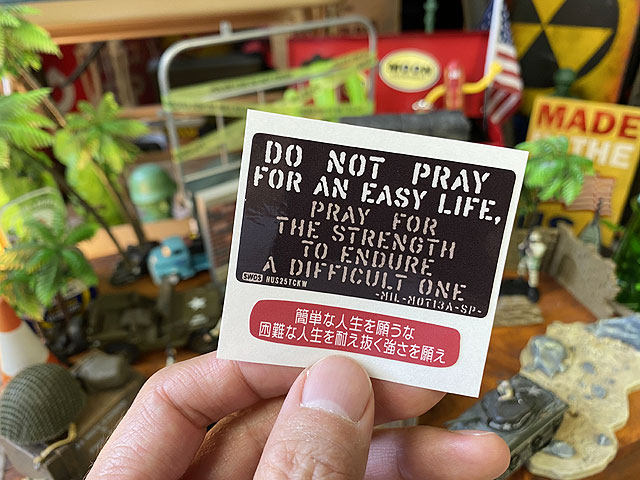 MOON
MADE
THE
DO NOT PRAY
FOR AN EASY LIFE,
PRAY FOR
THE STRENGTH
TO ENDURE
A DIFFICULT ONE
SWGS HUS25TCKW
-MIL-MOT13A-SP-
簡単な人生を願うな
困難な人生を耐え抜く強さを願え